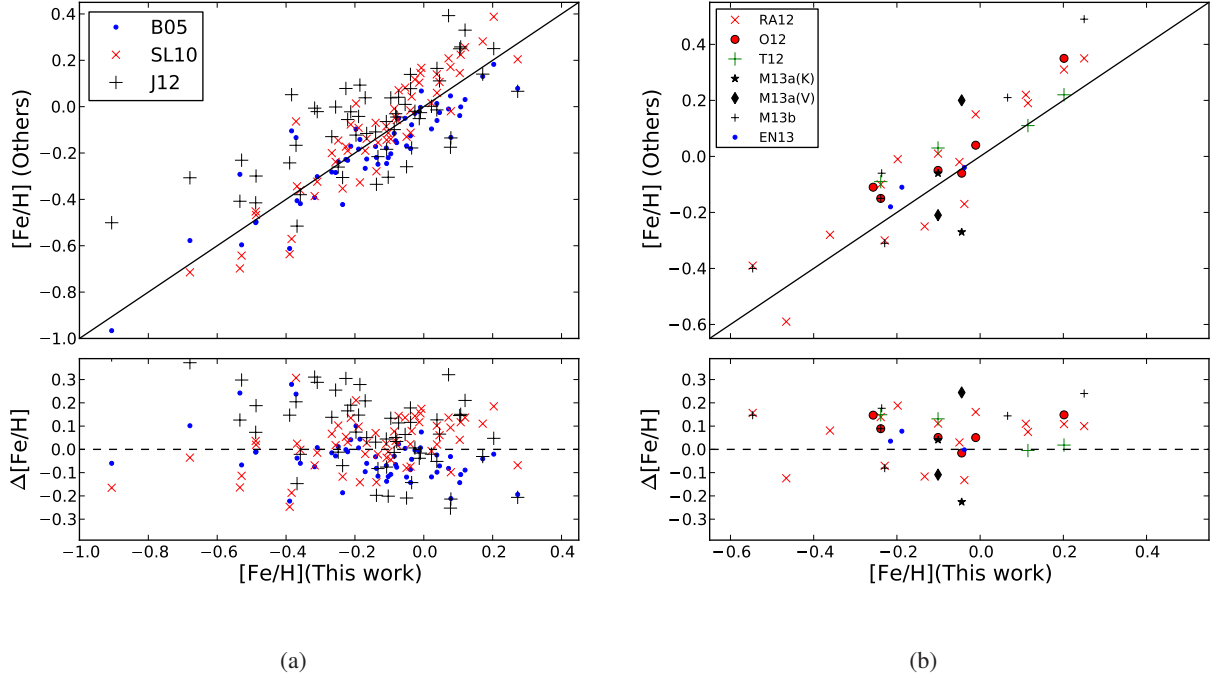 0.4
0.2
0.0
−0.2
−0.4
−0.6
−0.8
−1.0
[Fe/H] (Others)
B05
SL10
J12
0.3
0.2
0.1
0.0
−0.1
−0.2
−0.3
Δ[Fe/H]
−1.0 −0.8 −0.6 −0.4 −0.2 0.0 0.2 0.4
[Fe/H](This work)
(a)
0.4
0.2
0.0
−0.2
−0.4
−0.6
[Fe/H] (Others)
RA12
O12
T12
M13a(K)
M13a(V)
M13b
EN13
0.3
0.2
0.1
0.0
−0.1
−0.2
−0.3
Δ[Fe/H]
−0.6 −0.4 −0.2 0.0 0.2 0.4
[Fe/H](This work)
(b)